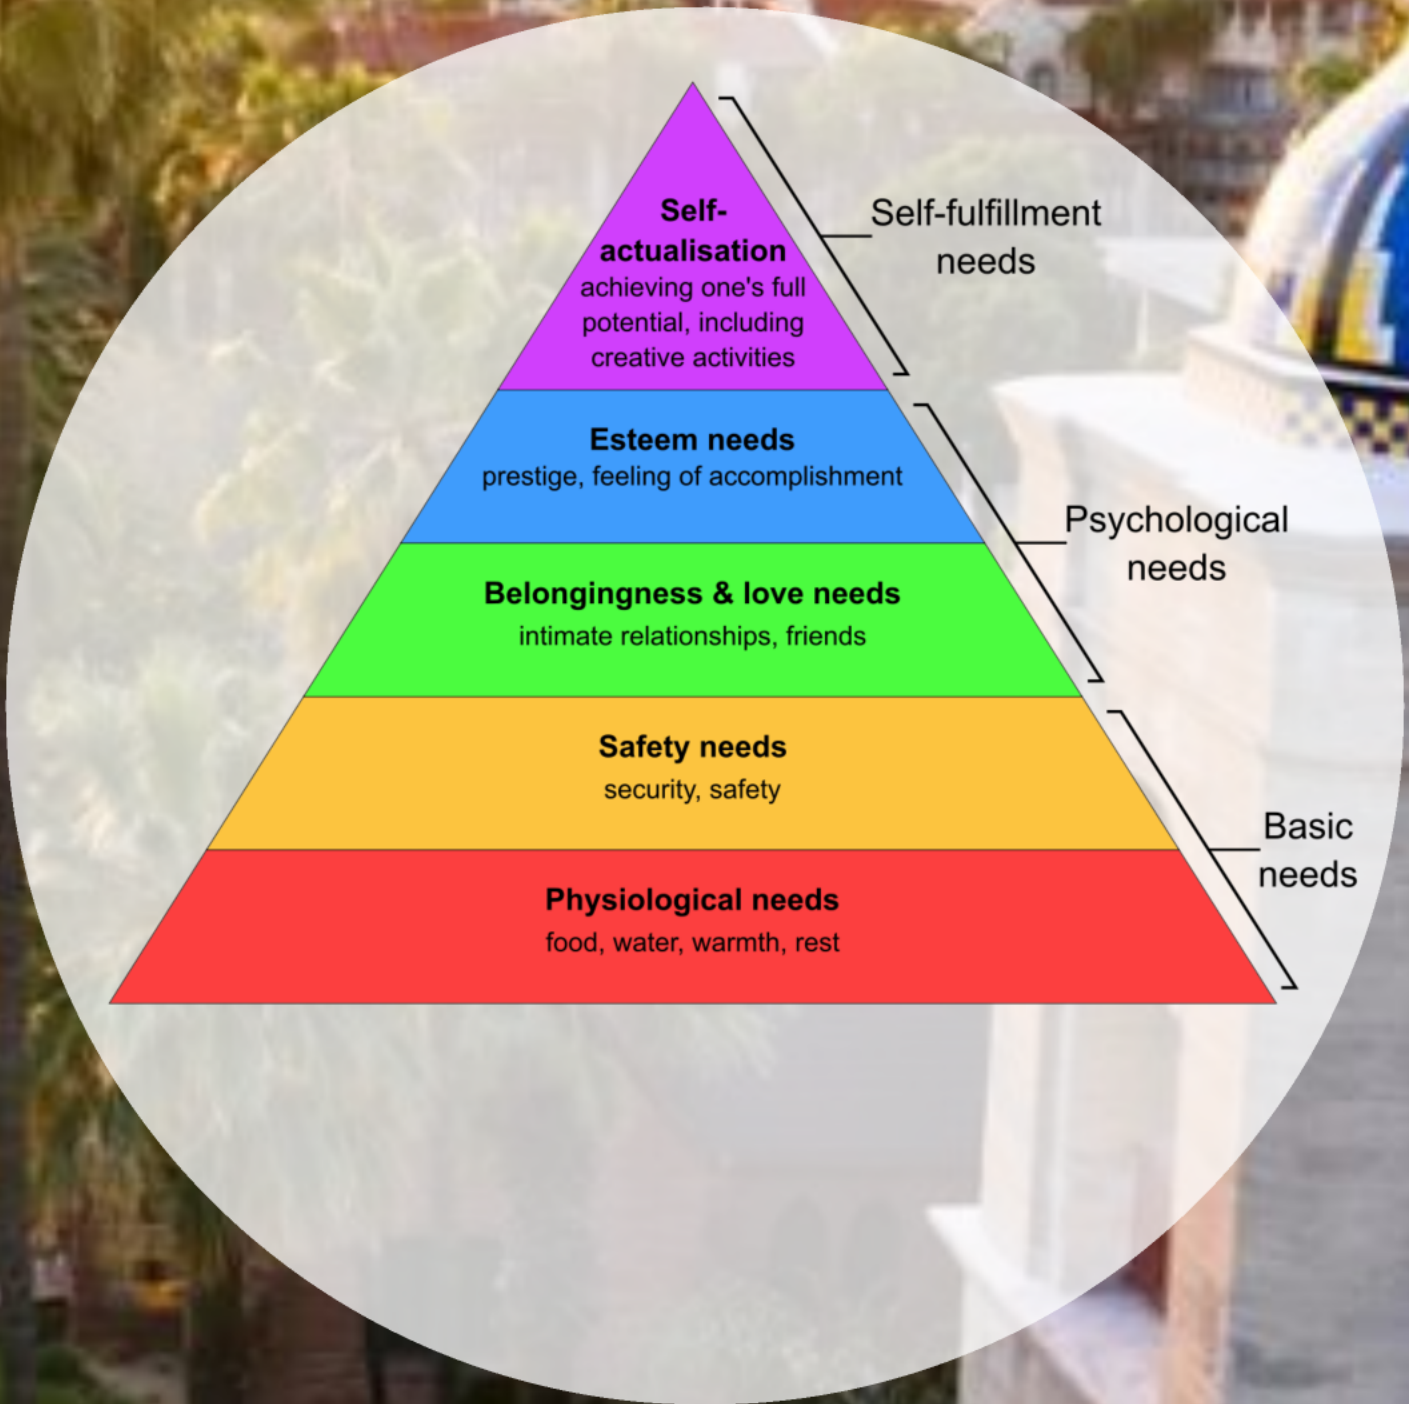 Self-
actualisation
achieving one's full
potential, including
creative activities
Self-fulfillment
needs
Esteem needs
prestige, feeling of accomplishment
Psychological
needs
Belongingness & love needs
intimate relationships, friends
Safety needs
security, safety
Basic
needs
Physiological needs
food, water, warmth, rest